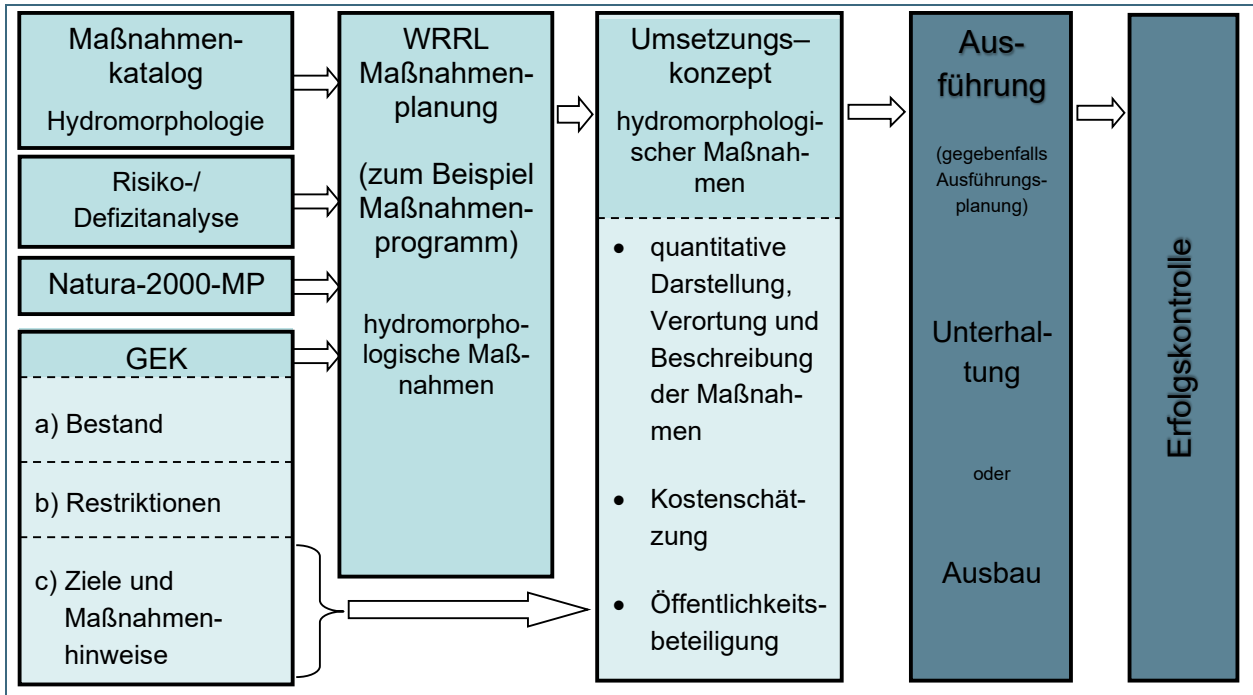 Maßnahmen-
katalog
Hydromorphologie
Risiko-/
Defizitanalyse
Natura-2000-MP
GEK
a) Bestand
b) Restriktionen
c) Ziele und
Maßnahmen-
hinweise
WRRL
Maßnahmen-
planung
(zum Beispiel
Maßnahmen-
programm)
hydromorpho-
logische Maß-
nahmen
Umsetzungs–
konzept
hydromorphologi-
scher Maßnah-
men
• quantitative
Darstellung,
Verortung und
Beschreibung
der Maßnah-
men
• Kostenschät-
zung
• Öffentlichkeits-
beteiligung
Aus-
führung
(gegebenfalls
Ausführungs-
planung)
Unterhal-
tung
oder
Ausbau
Erfolgskontrolle